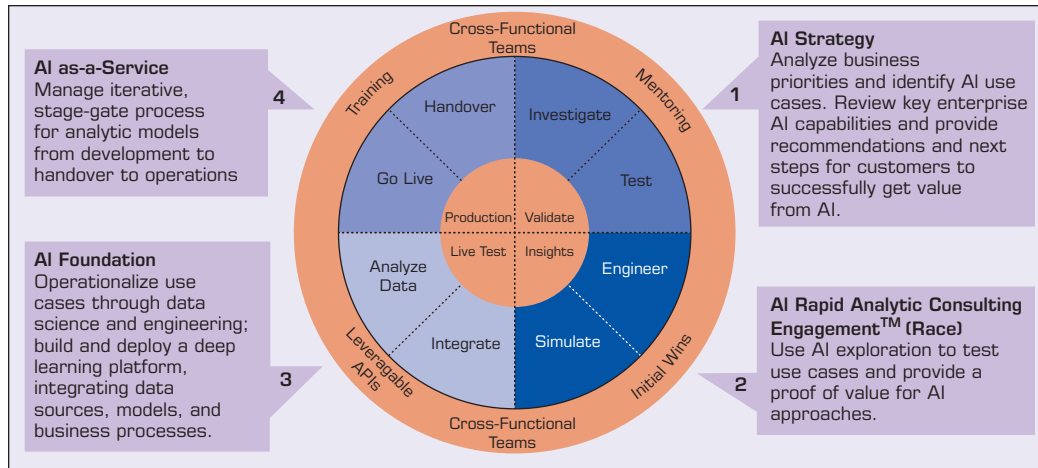 Cross-Functional
Teams
AI as-a-Service
Manage iterative,
stage-gate process
for analytic models
from development to
handover to operations
4
Training
Mentoring
1
AI Strategy
Analyze business
priorities and identify AI use
cases. Review key enterprise
AI capabilities and provide
recommendations and next
steps for customers to
successfully get value
from AI.
Handover
Investigate
Go Live
Test
Production
Validate
Live Test
Insights
Analyze
Data
Engineer
Integrate
Simulate
AI Foundation
Operationalize use
cases through data
science and engineering;
build and deploy a deep
learning platform,
integrating data
sources, models, and
business processes.
3
Leveragable
APIs
Initial Wins
2
AI Rapid Analytic Consulting
Engagement™ (Race)
Use AI exploration to test
use cases and provide a
proof of value for AI
approaches.
Cross-Functional
Teams